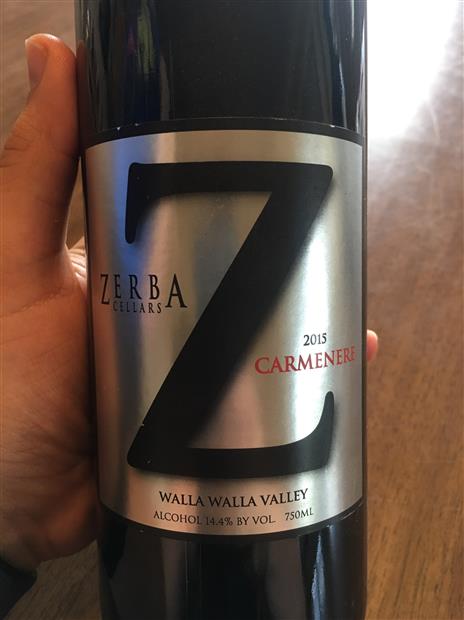 Z
ZERBA
CELLARS
2015
CARMENERE
WALLA WALLA VALLEY
ALCOHOL 14.4% BY VOL. 750ML